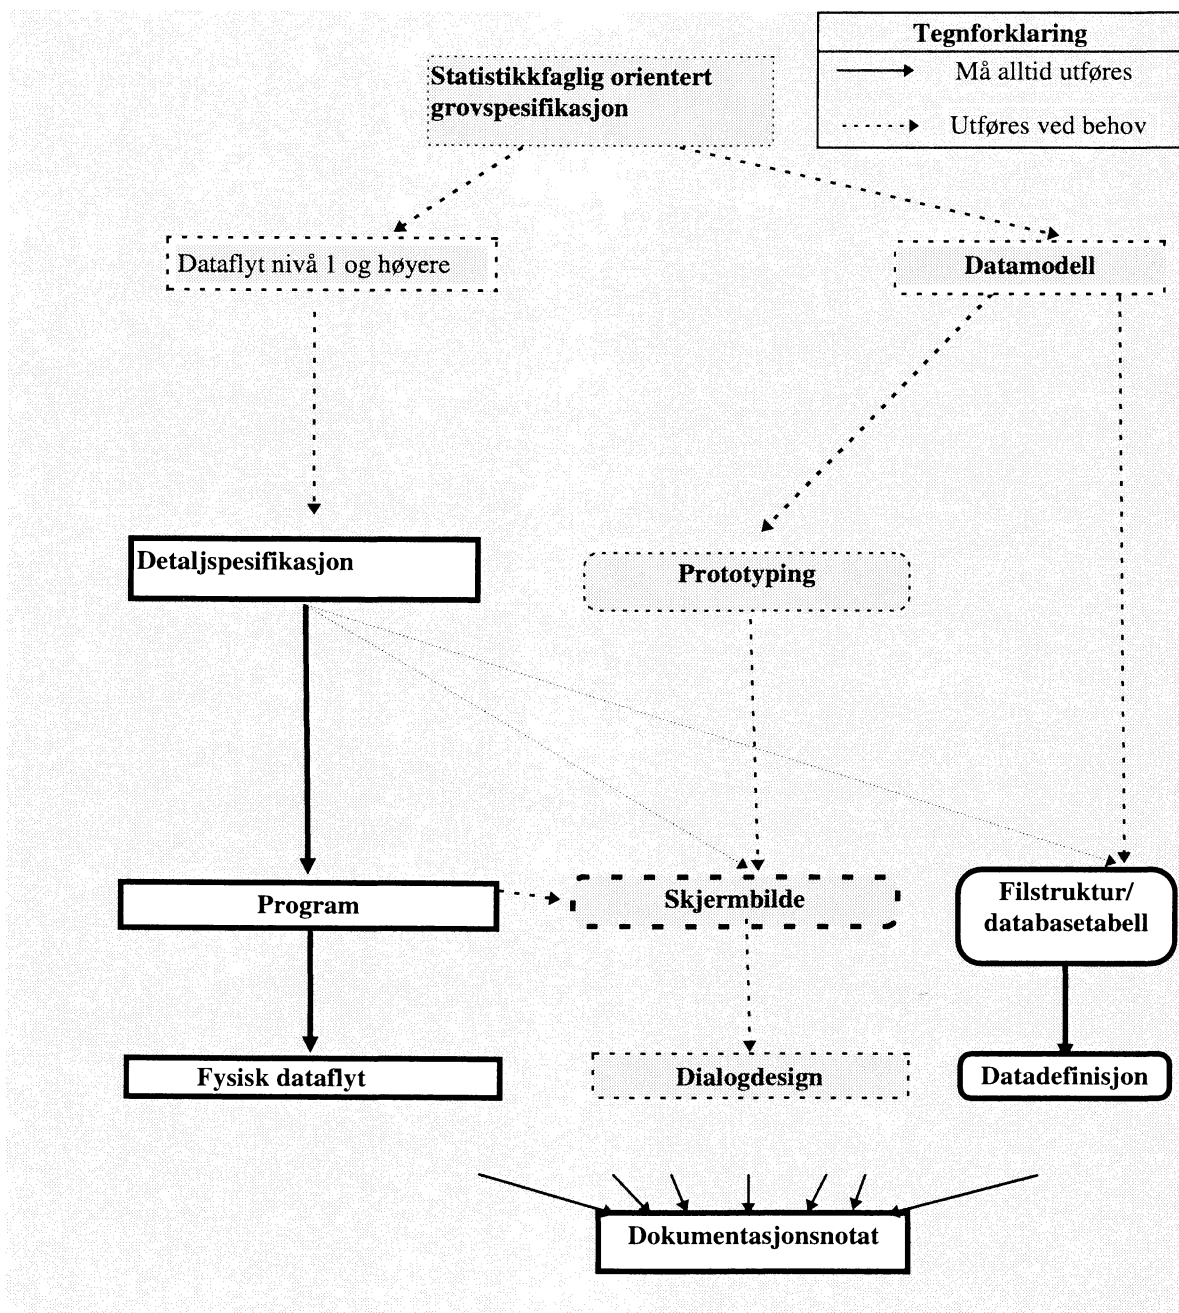 Tegnforklaring
Må alltid utføres
Utføres ved behov
Statistikkfaglig orientert
grovspesifikasjon
Dataflyt nivå 1 og høyere
Datamodell
Detaljspesifikasjon
Prototyping
Program
Skjermbilde
Filstruktur/
databasetabell
Fysisk dataflyt
Dialogdesign
Datadefinisjon
Dokumentasjonsnotat